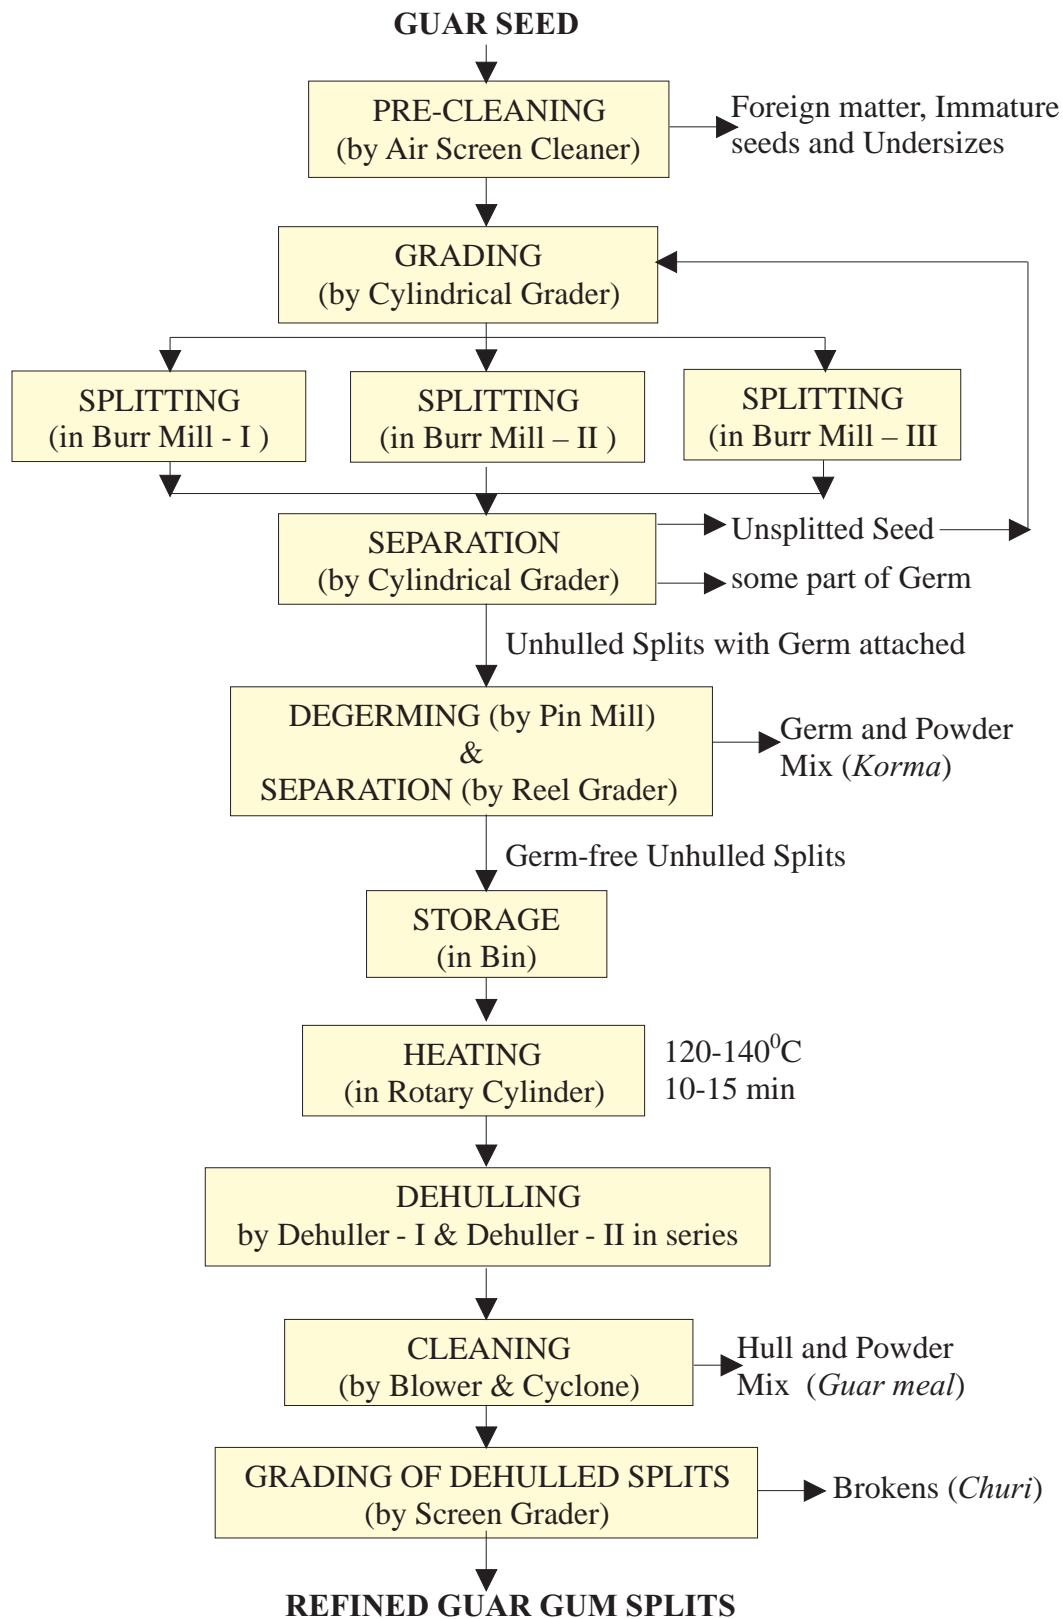 GUAR SEED
PRE-CLEANING
(by Air Screen Cleaner)
Foreign matter, Immature
seeds and Undersizes
GRADING
(by Cylindrical Grader)
SPLITTING
(in Burr Mill - I )
SPLITTING
(in Burr Mill – II )
SPLITTING
(in Burr Mill – III
SEPARATION
(by Cylindrical Grader)
Unsplitted Seed
some part of Germ
Unhulled Splits with Germ attached
DEGERMING (by Pin Mill)
&
SEPARATION (by Reel Grader)
Germ and Powder
Mix (Korma)
Germ-free Unhulled Splits
STORAGE
(in Bin)
HEATING
(in Rotary Cylinder)
120-140⁰C
10-15 min
DEHULLING
by Dehuller - I & Dehuller - II in series
CLEANING
(by Blower & Cyclone)
Hull and Powder
Mix (Guar meal)
GRADING OF DEHULLED SPLITS
(by Screen Grader)
Brokens (Churi)
REFINED GUAR GUM SPLITS